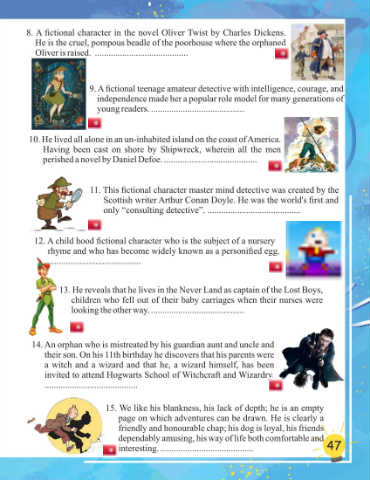 8. A fictional character in the novel Oliver Twist by Charles Dickens.
He is the cruel, pompous beadle of the poorhouse where the orphaned
Oliver is raised. ........................................
9. A fictional teenage amateur detective with intelligence, courage, and
independence made her a popular role model for many generations of
young readers. ........................................
10. He lived all alone in an un-inhabited island on the coast of America.
Having been cast on shore by Shipwreck, wherein all the men
perished a novel by Daniel Defoe. ........................................
11. This fictional character master mind detective was created by the
Scottish writer Arthur Conan Doyle. He was the world's first and
only “consulting detective”. ........................................
12. A child hood fictional character who is the subject of a nursery
rhyme and who has become widely known as a personified egg.
........................................
13. He reveals that he lives in the Never Land as captain of the Lost Boys,
children who fell out of their baby carriages when their nurses were
looking the other way. ........................................
14. An orphan who is mistreated by his guardian aunt and uncle and
their son. On his 11th birthday he discovers that his parents were
a witch and a wizard and that he, a wizard himself, has been
invited to attend Hogwarts School of Witchcraft and Wizardry.
........................................
15. We like his blankness, his lack of depth; he is an empty
page on which adventures can be drawn. He is clearly a
friendly and honourable chap; his dog is loyal, his friends
dependably amusing, his way of life both comfortable and
interesting. ........................................
47